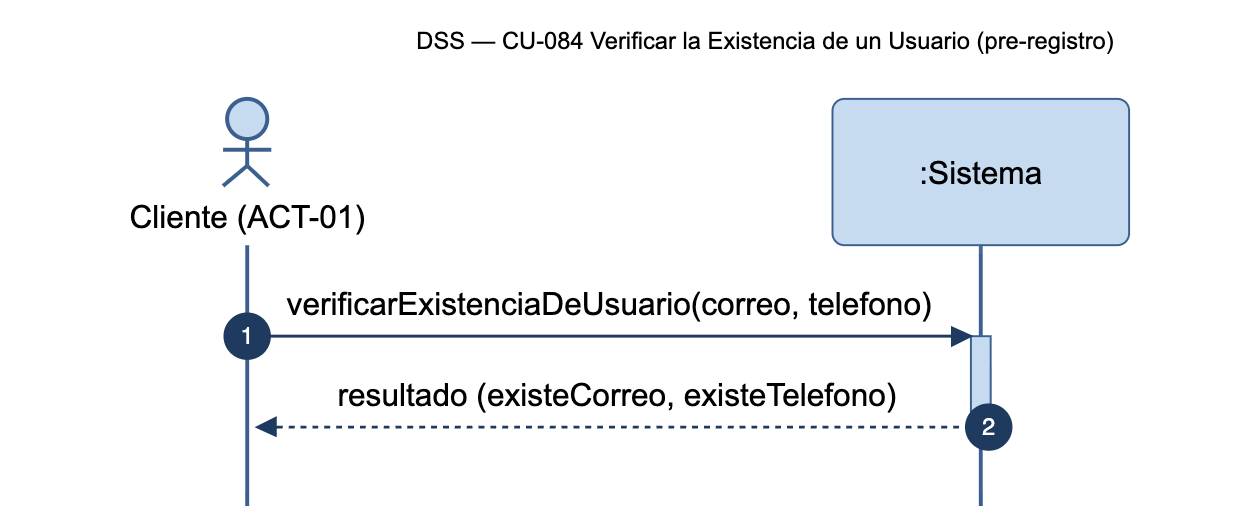 DSS — CU-084 Verificar la Existencia de un Usuario (pre-registro)
:Sistema
Cliente (ACT-01)
verificarExistenciaDeUsuario(correo, telefono)
1
resultado (existeCorreo, existeTelefono)
2